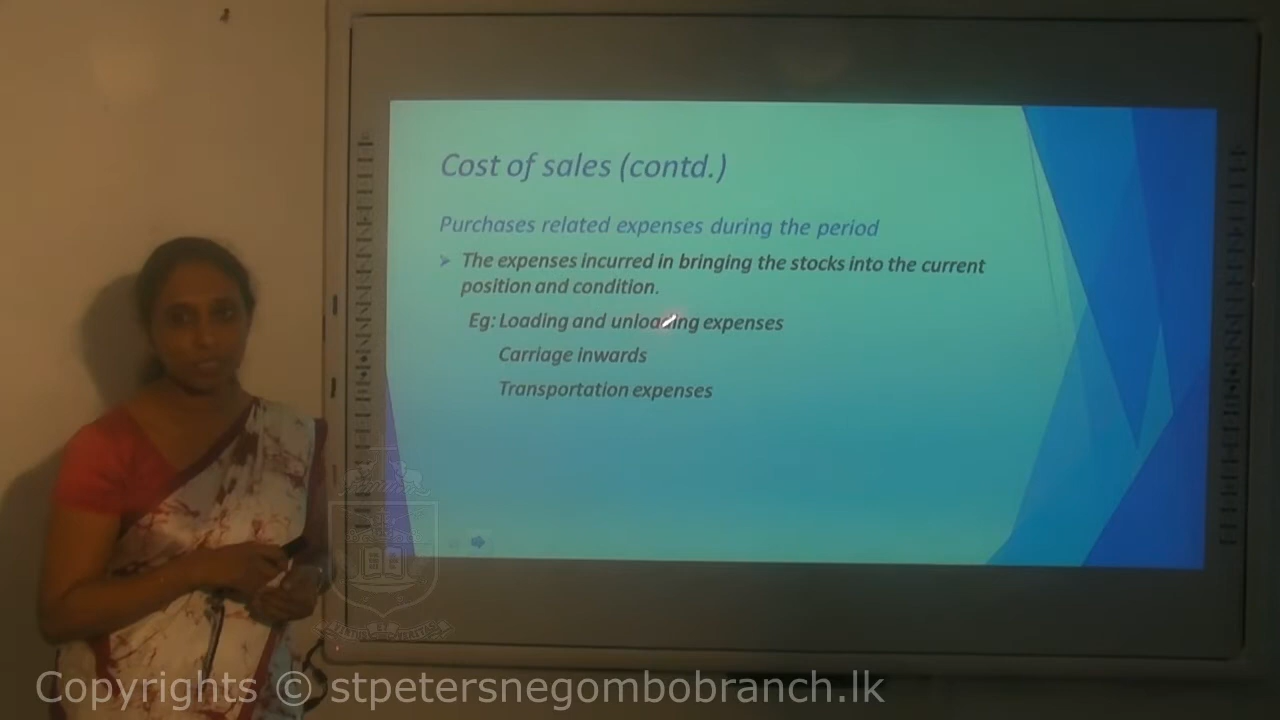 Cost of sales (contd.)
Purchases related expenses during the period
The expenses incurred in bringing the stocks into the current
position and condition.
Eg: Loading and unloading expenses
Carriage inwards
Transportation expenses
Copyrights © stpetersnegombobranch.lk